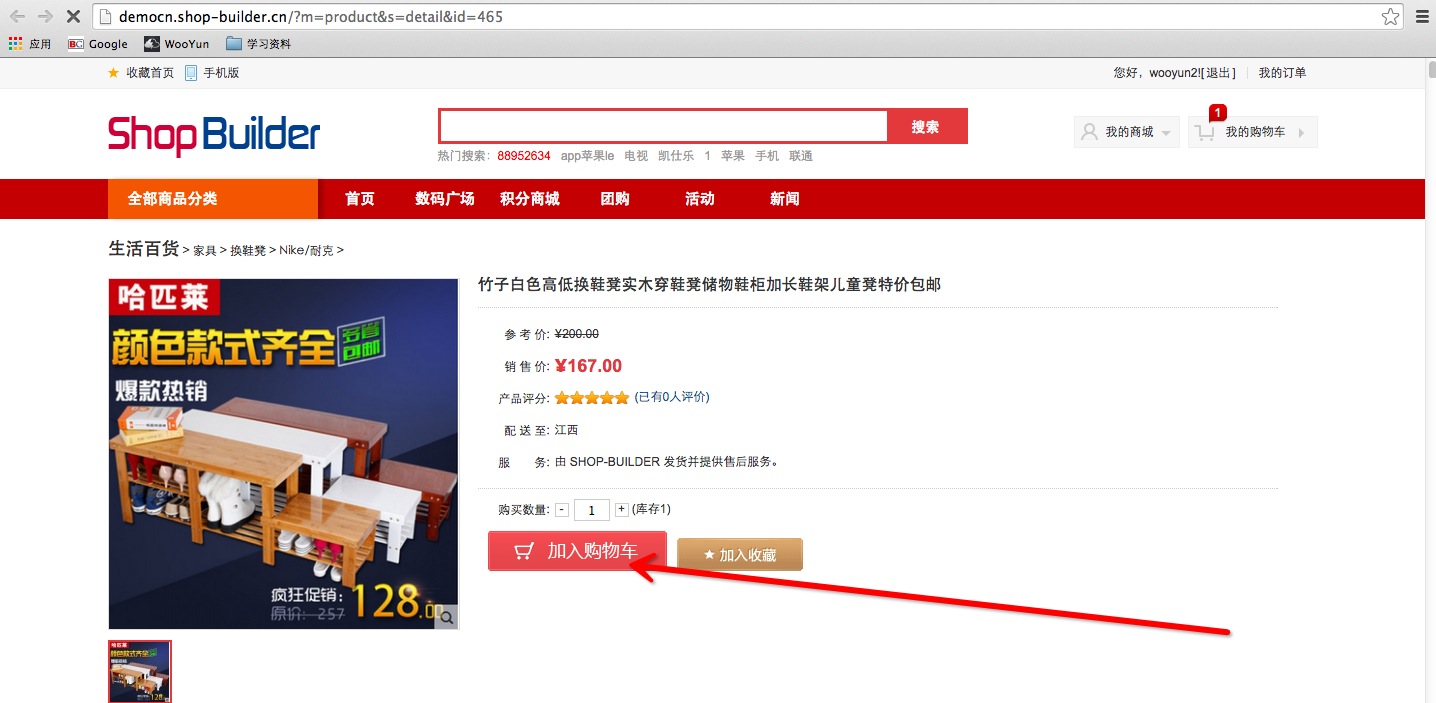 democn.shop-builder.cn/?m=product&s=detail&id=465
应用 BG Google WooYun 学习资料
收藏首页 手机版 您好，wooyun2![退出] 我的订单
Shop Builder
搜索
热门搜索： 88952634 app苹果le 电视 凯仕乐 1 苹果 手机 联通
我的商城 1 我的购物车
全部商品分类 首页 数码广场 积分商城 团购 活动 新闻
生活百货 > 家具 > 换鞋凳 > Nike/耐克 >
竹子白色高低换鞋凳实木穿鞋凳储物鞋柜加长鞋架儿童凳特价包邮
哈匹莱
颜色款式齐全
多省
包邮
爆款热销
疯狂促销：128.00
原价：257
参 考 价: ¥200.00
销 售 价: ¥167.00
产品评分: (已有0人评价)
配 送 至: 江西
服 务: 由 SHOP-BUILDER 发货并提供售后服务。
购买数量: - 1 + (库存1)
加入购物车 ★ 加入收藏
哈匹莱
颜色款式齐全
128